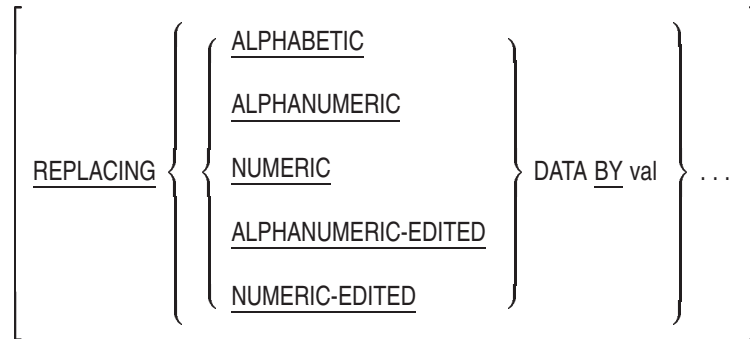 ALPHABETIC
ALPHANUMERIC
REPLACING NUMERIC DATA BY val . . .
ALPHANUMERIC-EDITED
NUMERIC-EDITED